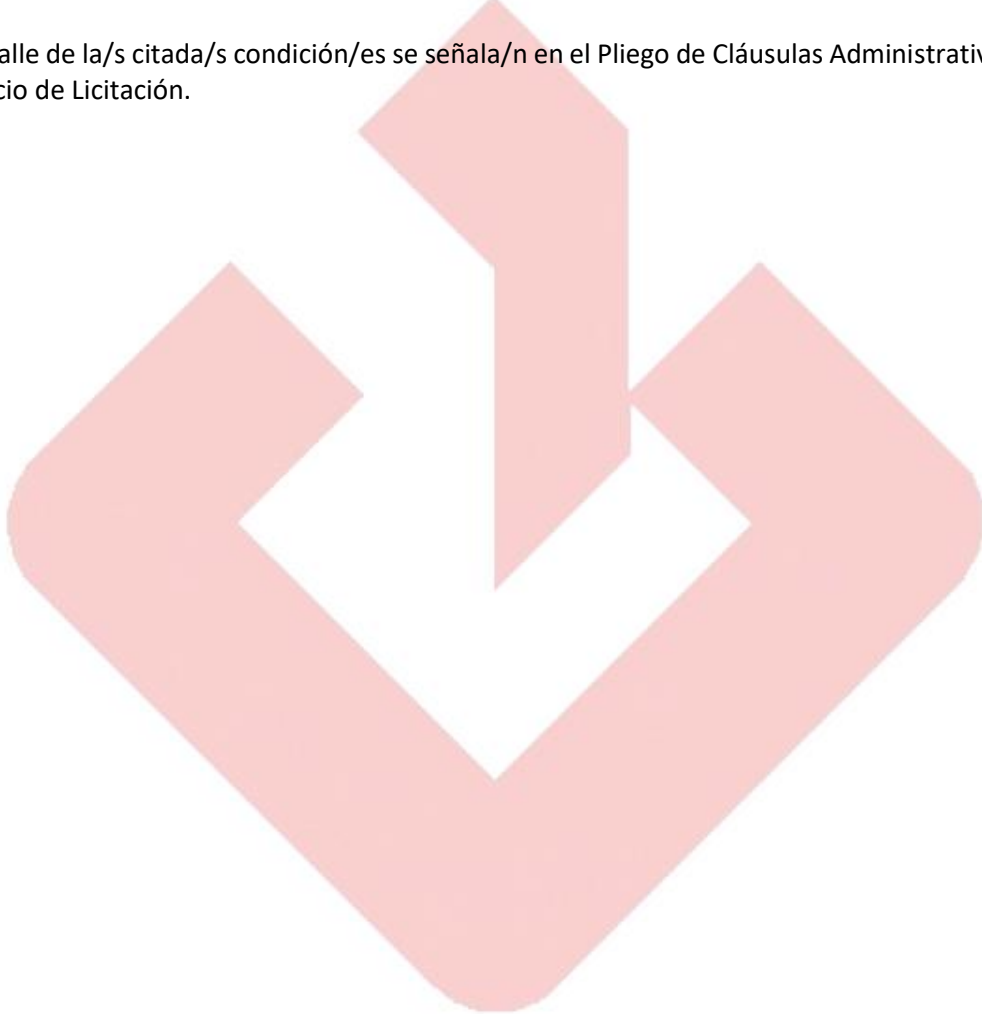 alle de la/s citada/s condición/es se señala/n en el Pliego de Cláusulas Administrativ
cio de Licitación.